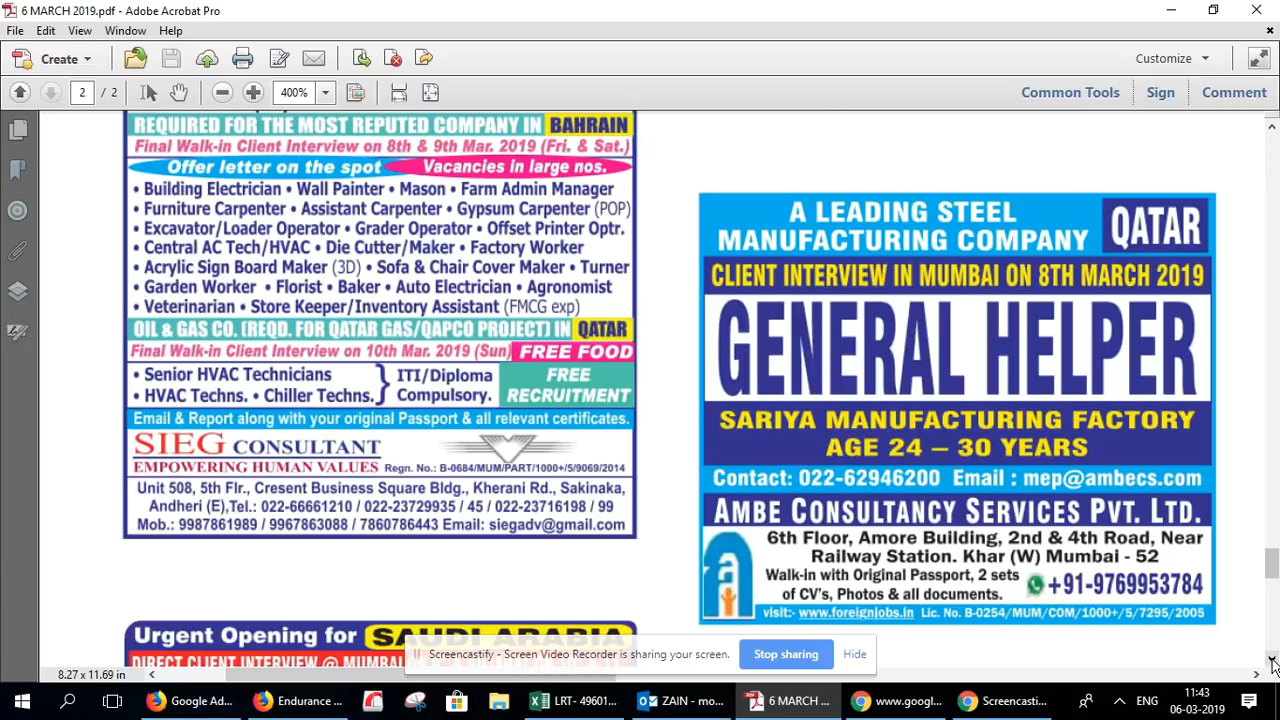 6 MARCH 2019.pdf - Adobe Acrobat Pro
File Edit View Window Help
Create
Customize
2 / 2
400%
Common Tools Sign Comment
REQUIRED FOR THE MOST REPUTED COMPANY IN BAHRAIN
Final Walk-in Client Interview on 8th & 9th Mar. 2019 (Fri. & Sat.)
Offer letter on the spot Vacancies in large nos.
• Building Electrician • Wall Painter • Mason • Farm Admin Manager
• Furniture Carpenter • Assistant Carpenter • Gypsum Carpenter (POP)
• Excavator/Loader Operator • Grader Operator • Offset Printer Optr.
• Central AC Tech/HVAC • Die Cutter/Maker • Factory Worker
• Acrylic Sign Board Maker (3D) • Sofa & Chair Cover Maker • Turner
• Garden Worker • Florist • Baker • Auto Electrician • Agronomist
• Veterinarian • Store Keeper/Inventory Assistant (FMCG exp)
OIL & GAS CO. (REQD. FOR QATAR GAS/QAPCO PROJECT) IN QATAR
Final Walk-in Client Interview on 10th Mar. 2019 (Sun) FREE FOOD
• Senior HVAC Technicians
• HVAC Techns. • Chiller Techns.
ITI/Diploma
Compulsory.
FREE
RECRUITMENT
Email & Report along with your original Passport & all relevant certificates.
SIEG CONSULTANT
EMPOWERING HUMAN VALUES Regn. No.: B-0684/MUM/PART/1000+/5/9069/2014
Unit 508, 5th Flr., Cresent Business Square Bldg., Kherani Rd., Sakinaka,
Andheri (E),Tel.: 022-66661210 / 022-23729935 / 45 / 022-23716198 / 99
Mob.: 9987861989 / 9967863088 / 7860786443 Email: siegadv@gmail.com
Urgent Opening for SAUDI ARABIA
DIRECT CLIENT INTERVIEW @ MUMBAI
A LEADING STEEL
MANUFACTURING COMPANY
QATAR
CLIENT INTERVIEW IN MUMBAI ON 8TH MARCH 2019
GENERAL HELPER
SARIYA MANUFACTURING FACTORY
AGE 24 – 30 YEARS
Contact: 022-62946200 Email : mep@ambecs.com
AMBE CONSULTANCY SERVICES PVT. LTD.
6th Floor, Amore Building, 2nd & 4th Road, Near
Railway Station. Khar (W) Mumbai - 52
Walk-in with Original Passport, 2 sets
of CV's, Photos & all documents.
+91-9769953784
visit:- www.foreignjobs.in Lic. No. B-0254/MUM/COM/1000+/5/7295/2005
Screencastify - Screen Video Recorder is sharing your screen. Stop sharing Hide
8.27 x 11.69 in
Google Ad... Endurance ... LRT- 49601... ZAIN - mo... 6 MARCH ... www.googl... Screencasti...
ENG
11:43
06-03-2019